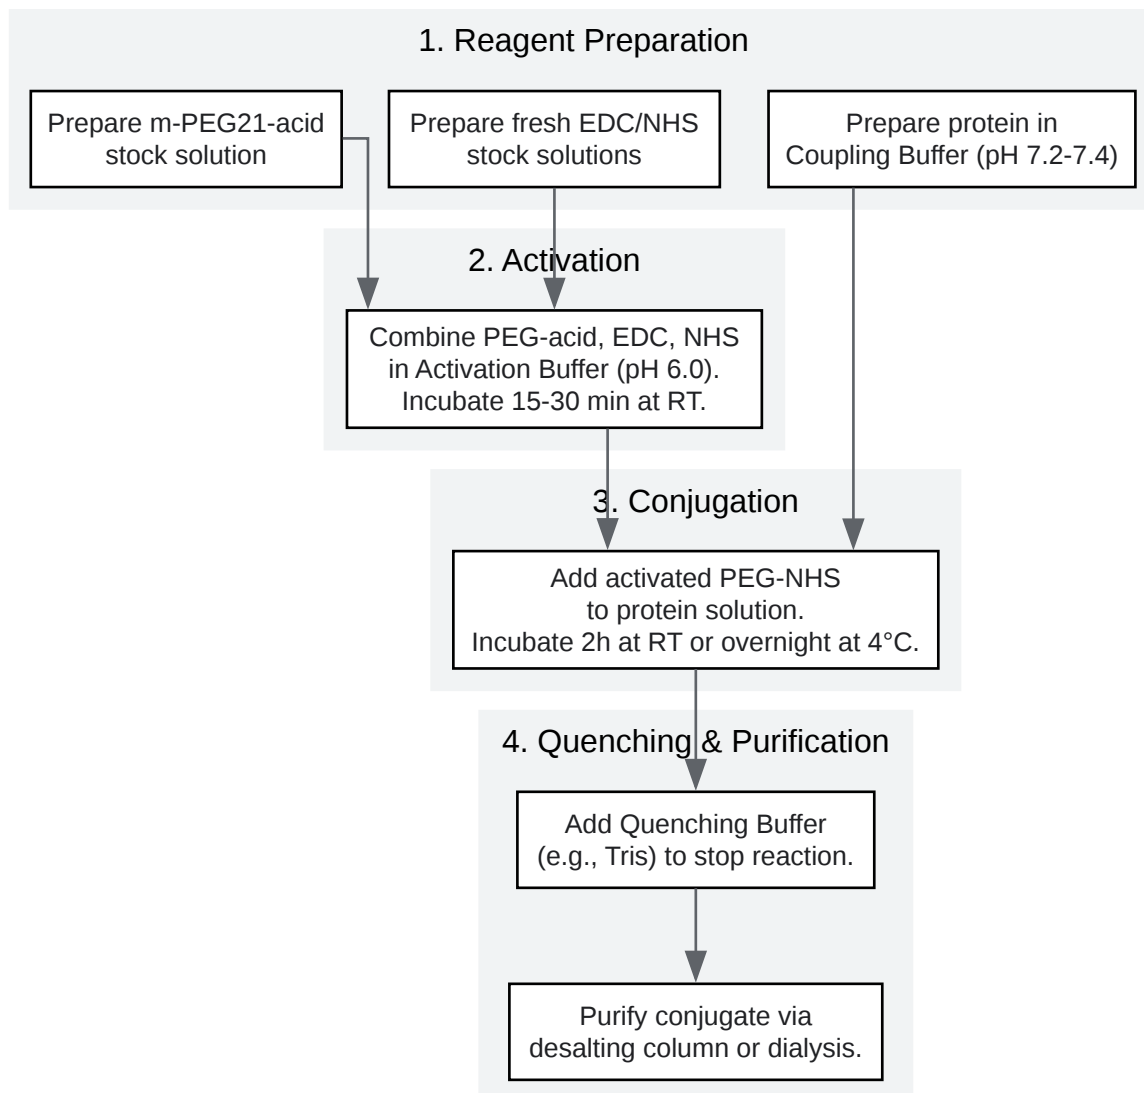 1. Reagent Preparation
Prepare m-PEG21-acid
stock solution
Prepare fresh EDC/NHS
stock solutions
Prepare protein in
Coupling Buffer (pH 7.2-7.4)
2. Activation
Combine PEG-acid, EDC, NHS
in Activation Buffer (pH 6.0).
Incubate 15-30 min at RT.
3. Conjugation
Add activated PEG-NHS
to protein solution.
Incubate 2h at RT or overnight at 4°C.
4. Quenching & Purification
Add Quenching Buffer
(e.g., Tris) to stop reaction.
Purify conjugate via
desalting column or dialysis.